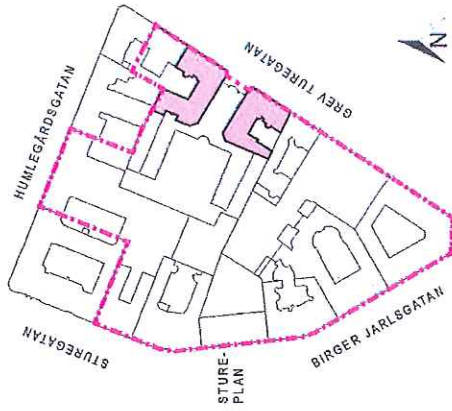 HUMLEGÅRDSGATAN
GREV TUREGATAN
N
STUREGATAN
STURE-
PLAN
BIRGER JARLSGATAN